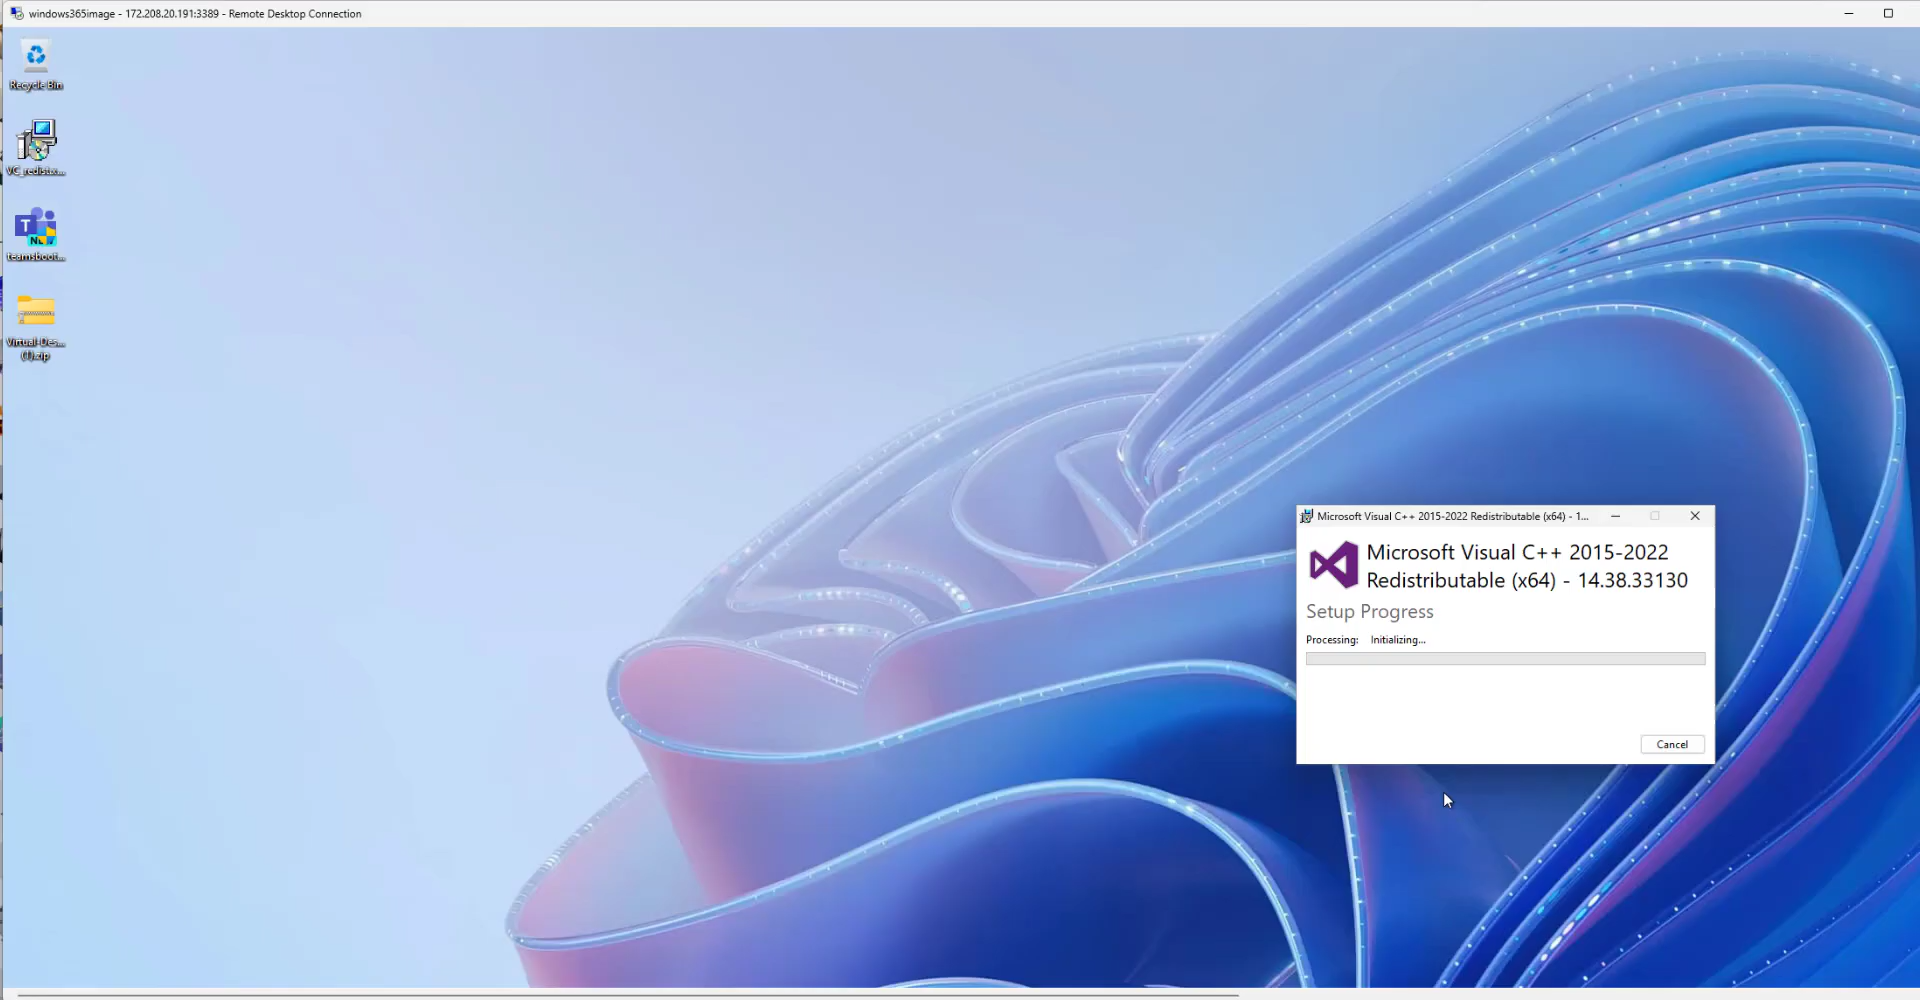 windows365image - 172.208.20.191:3389 - Remote Desktop Connection
Recycle Bin
VC_redist.x...
T
NEW
teamsboot...
Virtual-Des...
(1).zip
Microsoft Visual C++ 2015-2022 Redistributable (x64) - 1...
Microsoft Visual C++ 2015-2022
Redistributable (x64) - 14.38.33130
Setup Progress
Processing: Initializing...
Cancel